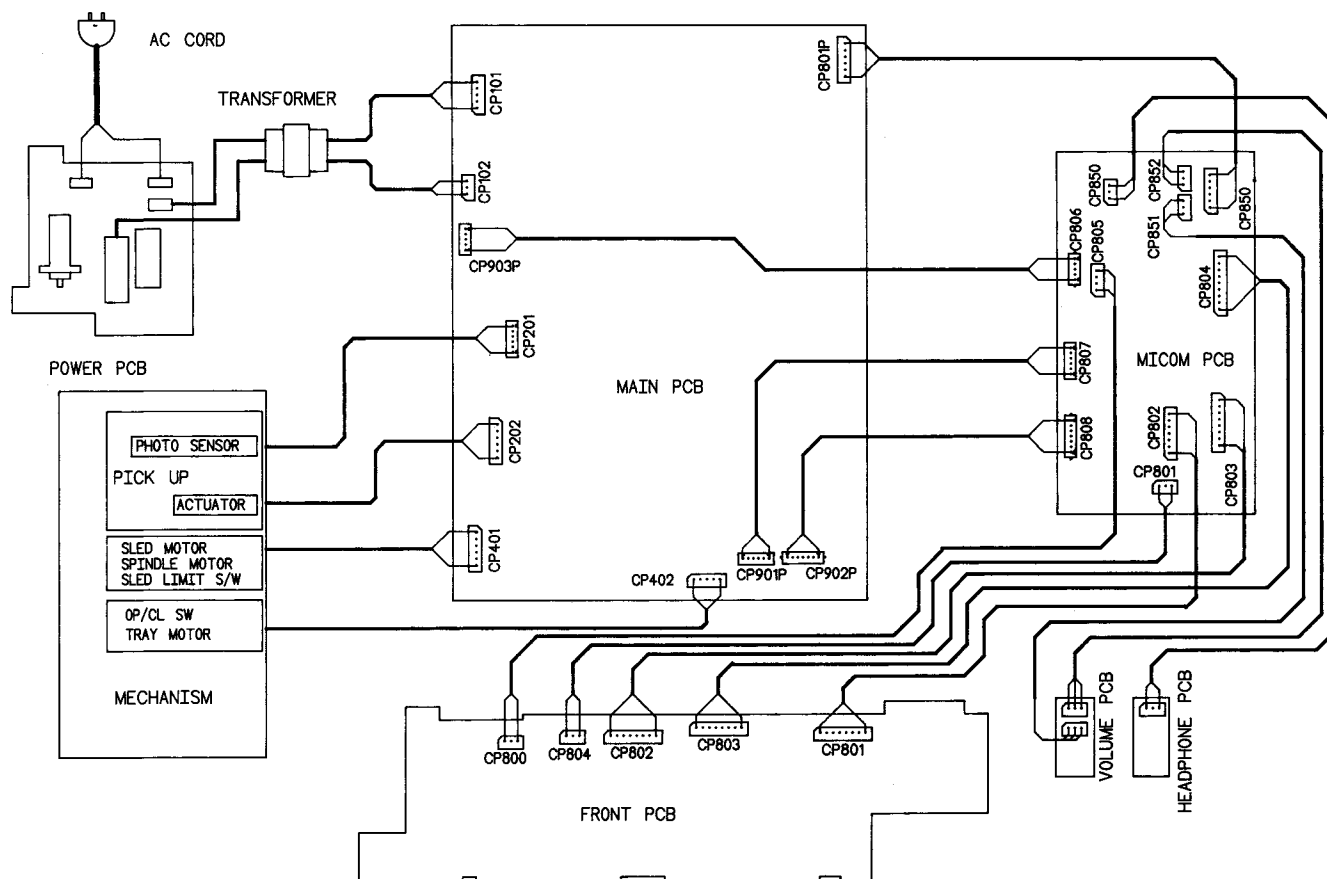 AC CORD
TRANSFORMER
POWER PCB
CP101
CP102
CP903P
CP201
CP202
CP401
CP402
CP901P
CP902P
CP801P
MAIN PCB
PHOTO SENSOR
PICK UP
ACTUATOR
SLED MOTOR
SPINDLE MOTOR
SLED LIMIT S/W
OP/CL SW
TRAY MOTOR
MECHANISM
CP850
CP852
CP851
CP850
CP806
CP805
CP804
CP807
MICOM PCB
CP808
CP802
CP803
CP801
CP800
CP804
CP802
CP803
CP801
FRONT PCB
VOLUME PCB
HEADPHONE PCB